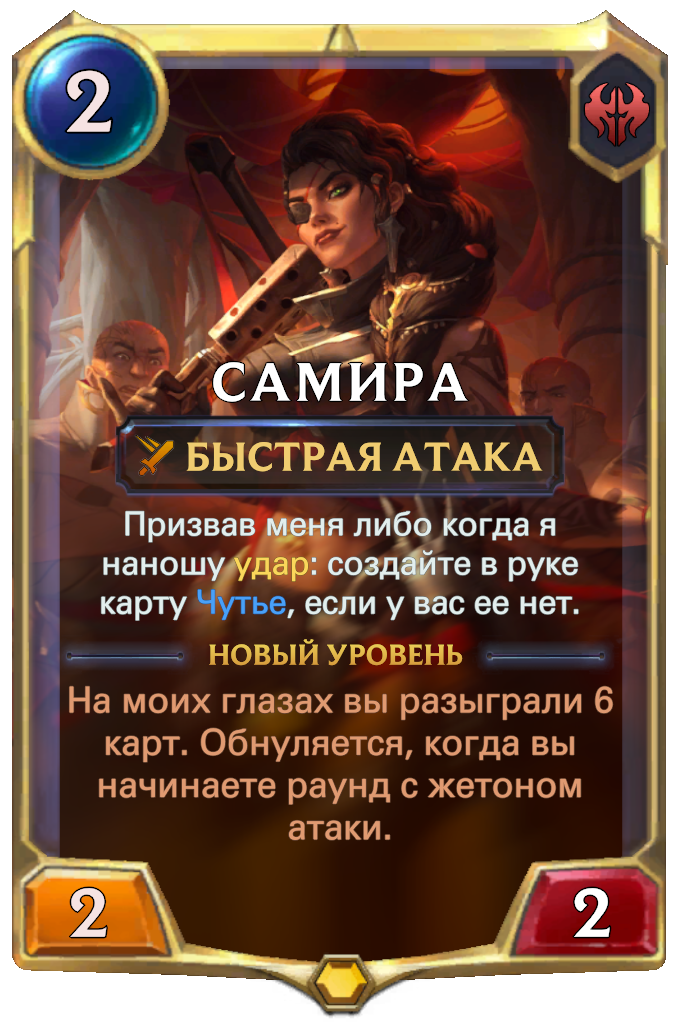 2
САМИРА
БЫСТРАЯ АТАКА
Призвав меня либо когда я
наношу удар: создайте в руке
карту Чутье, если у вас ее нет.
НОВЫЙ УРОВЕНЬ
На моих глазах вы разыграли 6
карт. Обнуляется, когда вы
начинаете раунд с жетоном
атаки.
2
2